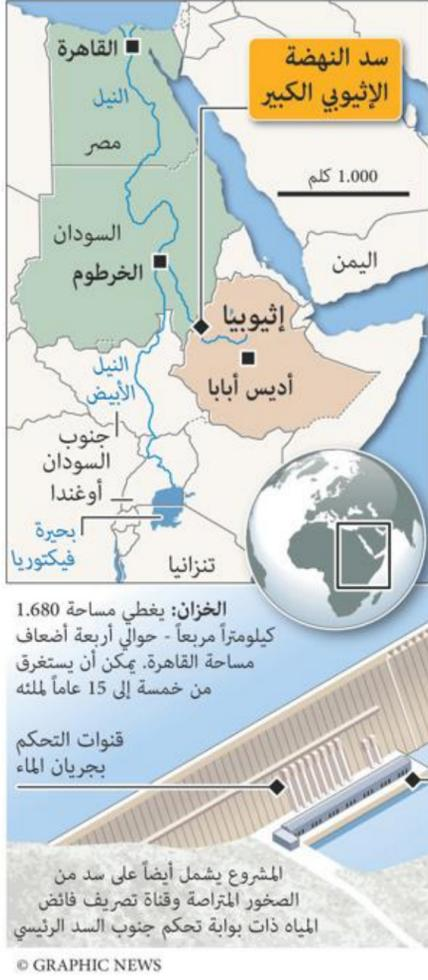 سد النهضة
الإثيوبي الكبير
القاهرة
النيل
مصر
1.000 كلم
السودان
اليمن
الخرطوم
إثيوبيا
أديس أبابا
النيل
الأبيض
جنوب
السودان
أوغندا
بحيرة
فيكتوريا
تنزانيا
الخزان: يغطي مساحة 1.680
كيلومتراً مربعاً - حوالي أربعة أضعاف
مساحة القاهرة. يمكن أن يستغرق
من خمسة إلى 15 عاماً لملئه
قنوات التحكم
بجريان الماء
المشروع يشمل أيضاً على سد من
الصخور المتراصة وقناة تصريف فائض
المياه ذات بوابة تحكم جنوب السد الرئيسي
© GRAPHIC NEWS